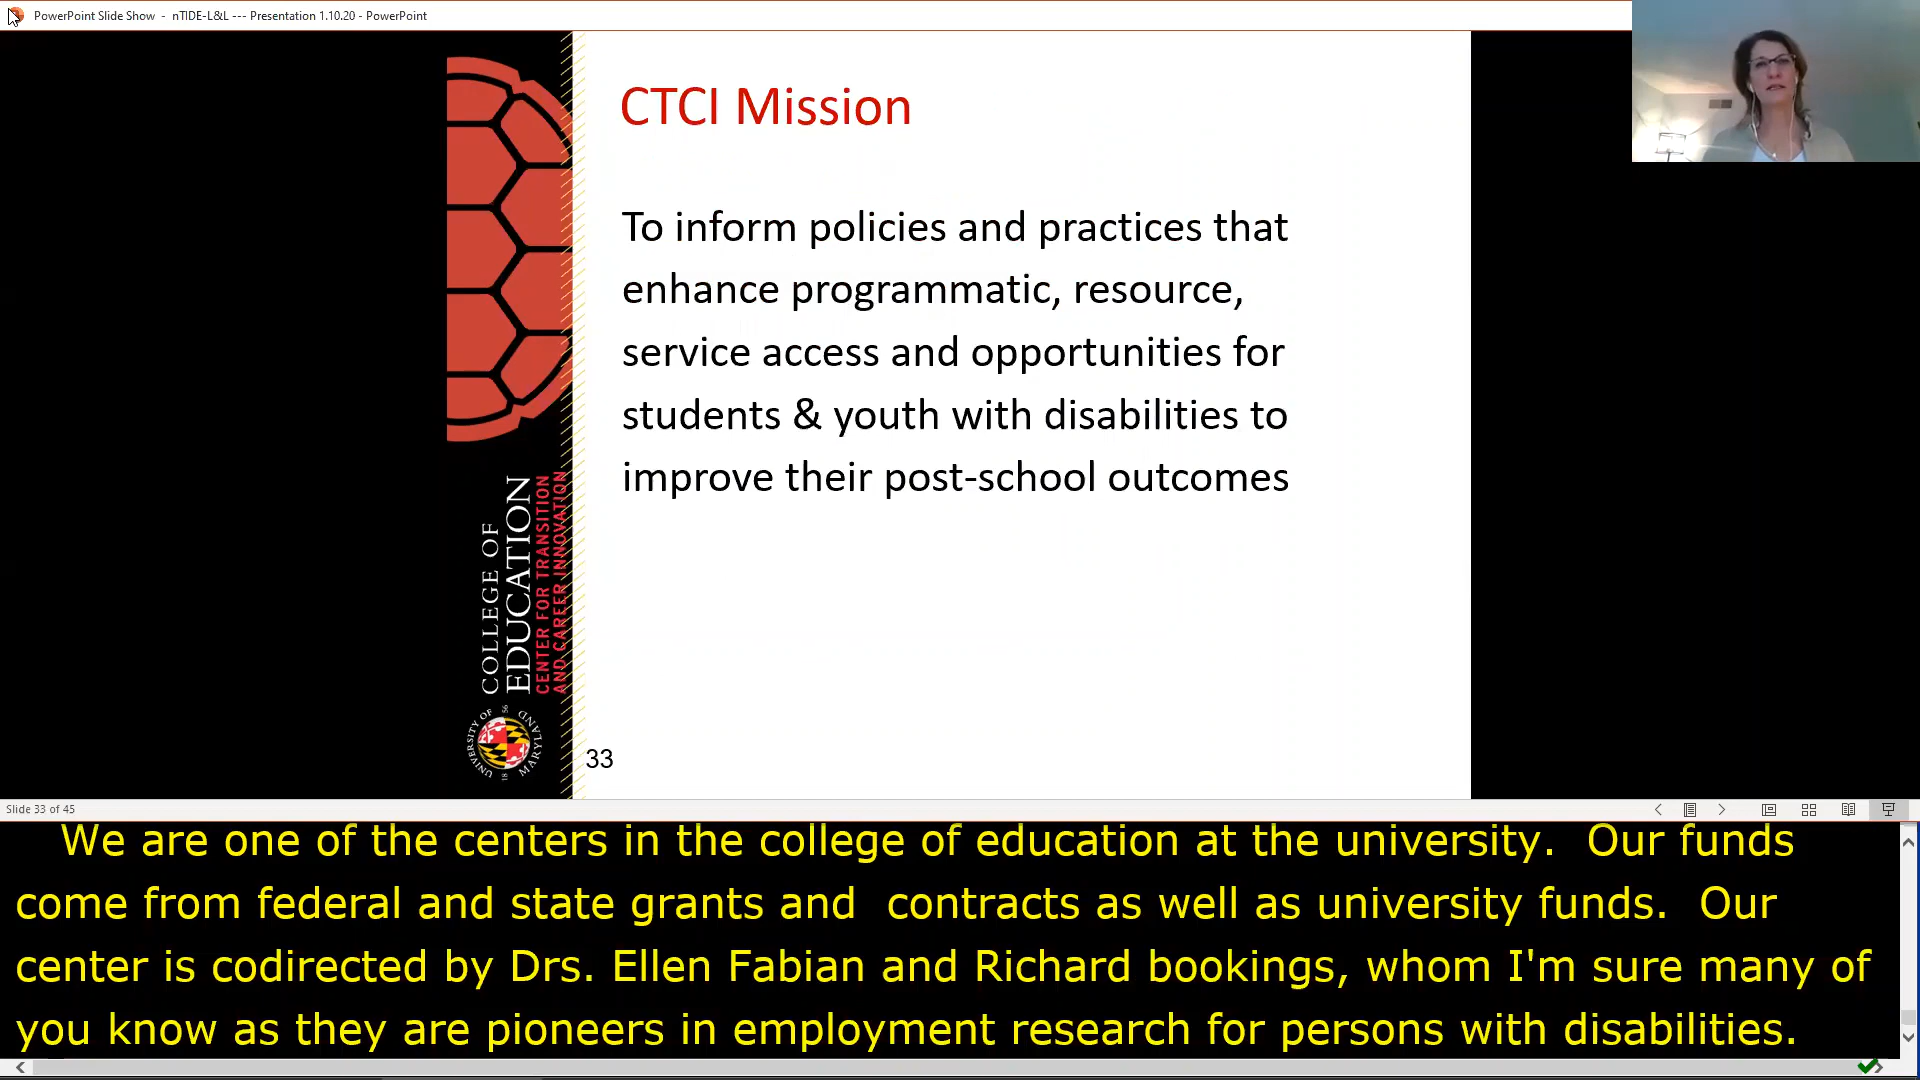 PowerPoint Slide Show - nTIDE-L&L --- Presentation 1.10.20 - PowerPoint
CTCI Mission
To inform policies and practices that
enhance programmatic, resource,
service access and opportunities for
students & youth with disabilities to
improve their post-school outcomes
COLLEGE OF
EDUCATION
CENTER FOR TRANSITION
AND CAREER INNOVATION
UNIVERSITY OF
MARYLAND
18 56
33
Slide 33 of 45
We are one of the centers in the college of education at the university. Our funds
come from federal and state grants and contracts as well as university funds. Our
center is codirected by Drs. Ellen Fabian and Richard bookings, whom I'm sure many of
you know as they are pioneers in employment research for persons with disabilities.